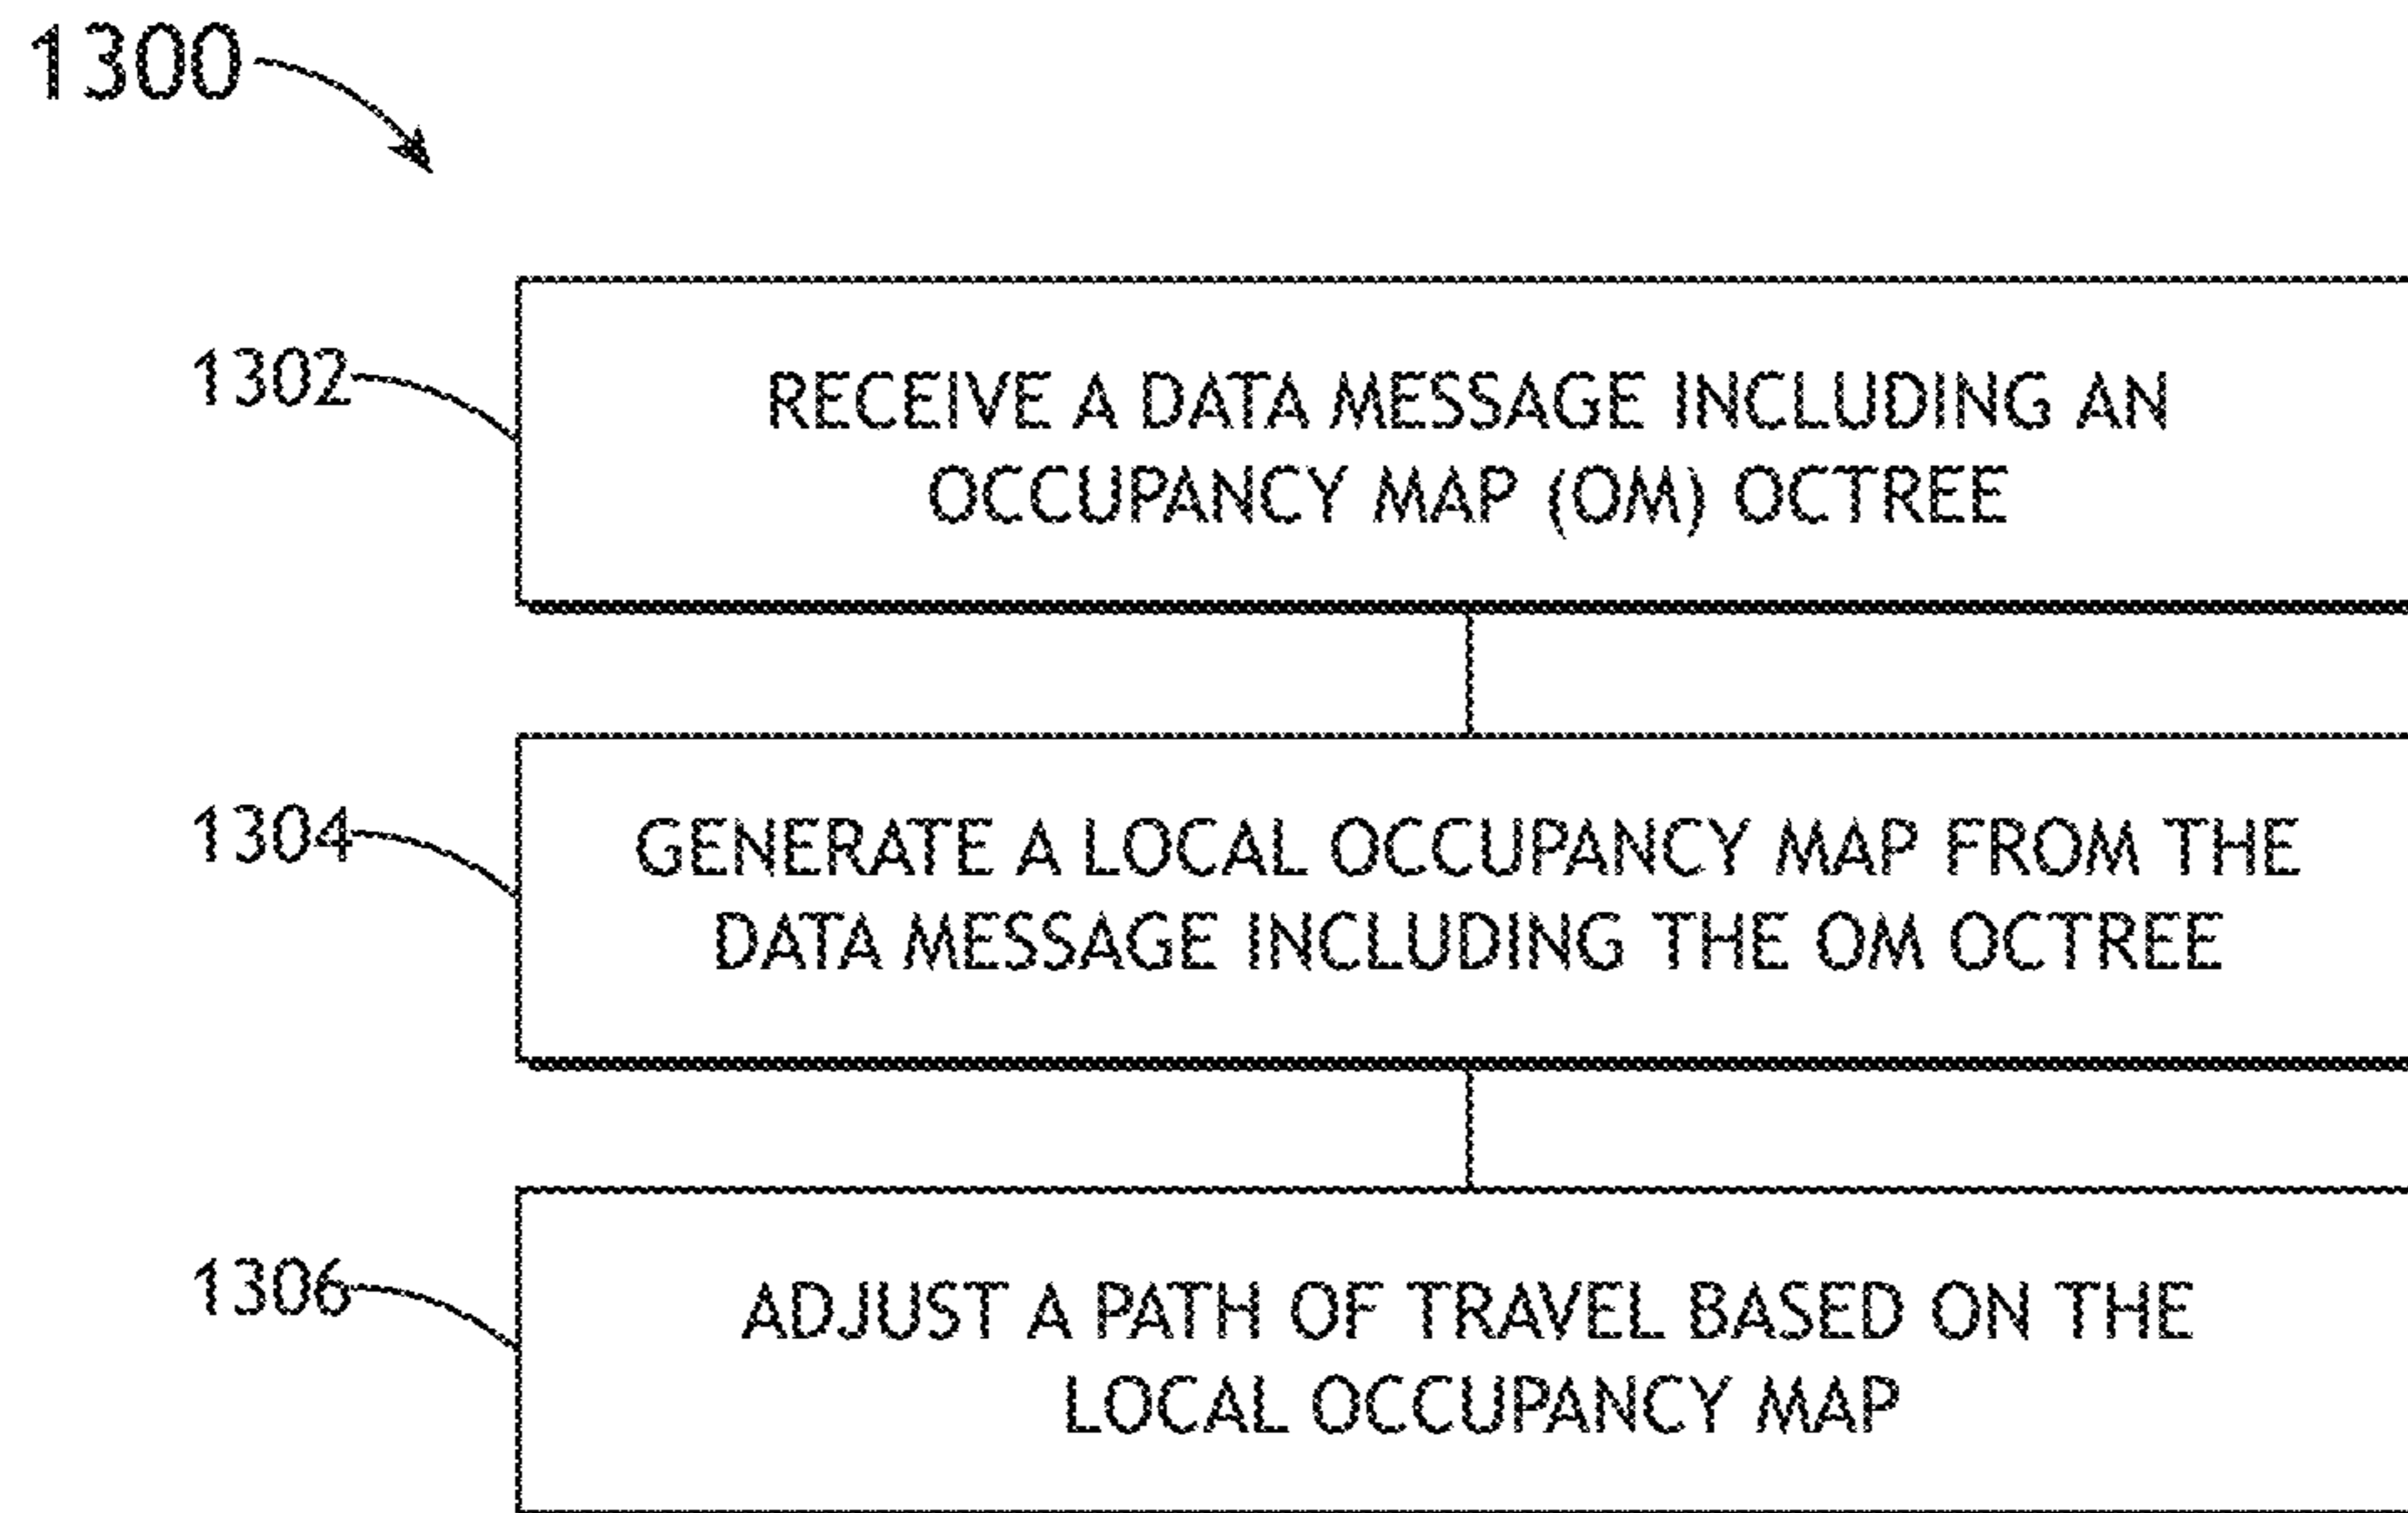 1300
1302
RECEIVE A DATA MESSAGE INCLUDING AN
OCCUPANCY MAP (OM) OCTREE
1304
GENERATE A LOCAL OCCUPANCY MAP FROM THE
DATA MESSAGE INCLUDING THE OM OCTREE
1306
ADJUST A PATH OF TRAVEL BASED ON THE
LOCAL OCCUPANCY MAP